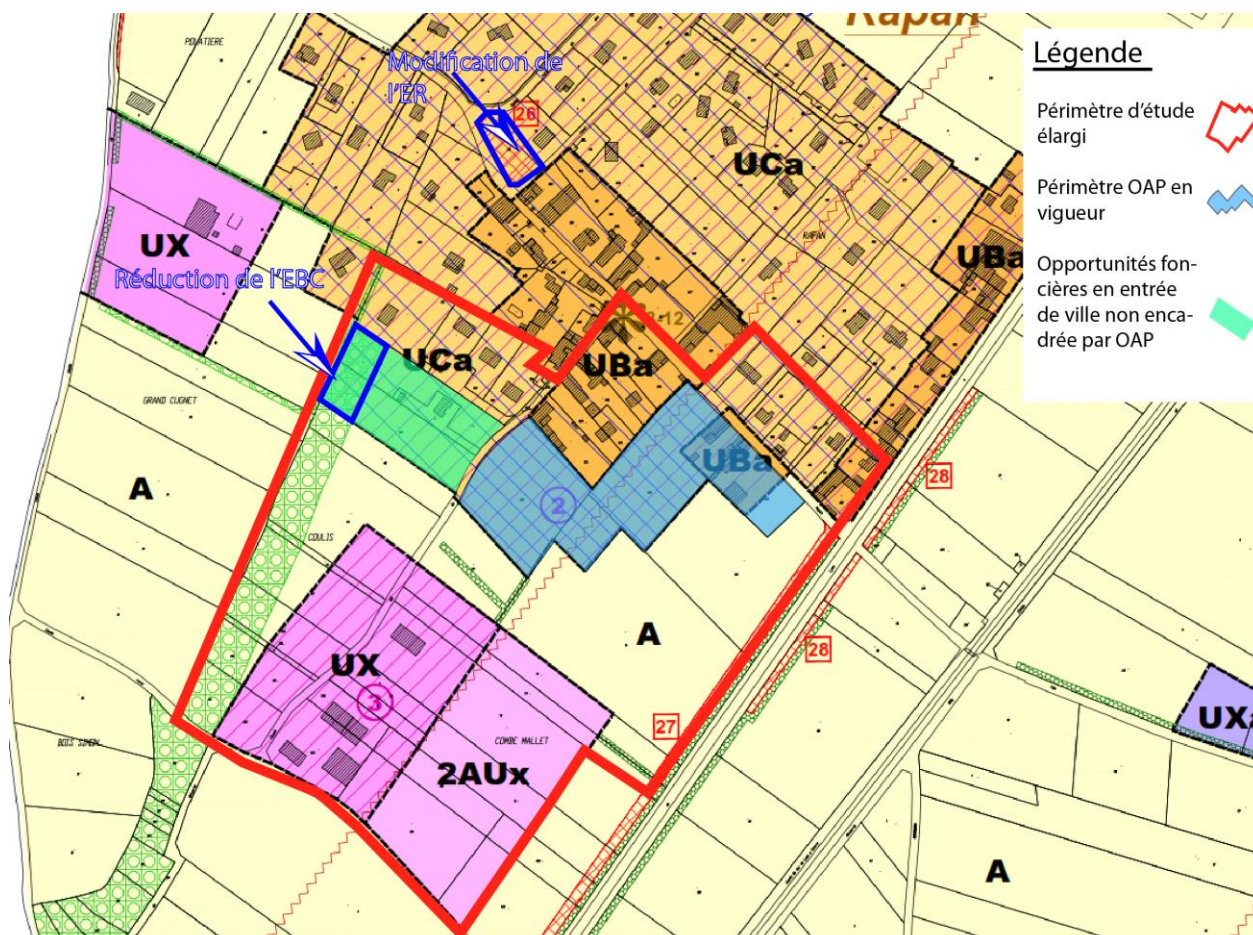 Rapan
Légende
POLATIERE
Modification de
l'ER
26
Périmètre d'étude
élargi
UCa
UX
RAPAN
Périmètre OAP en
vigueur
UBa
Réduction de l'EBC
Opportunités fon-
cières en entrée
de ville non enca-
drée par OAP
UCa
UBa
GRAND CUGNET
UBa
28
A
2
COULIS
A
28
UX
3
27
BOIS SIMON
COMBE MALLET
2AUx
A